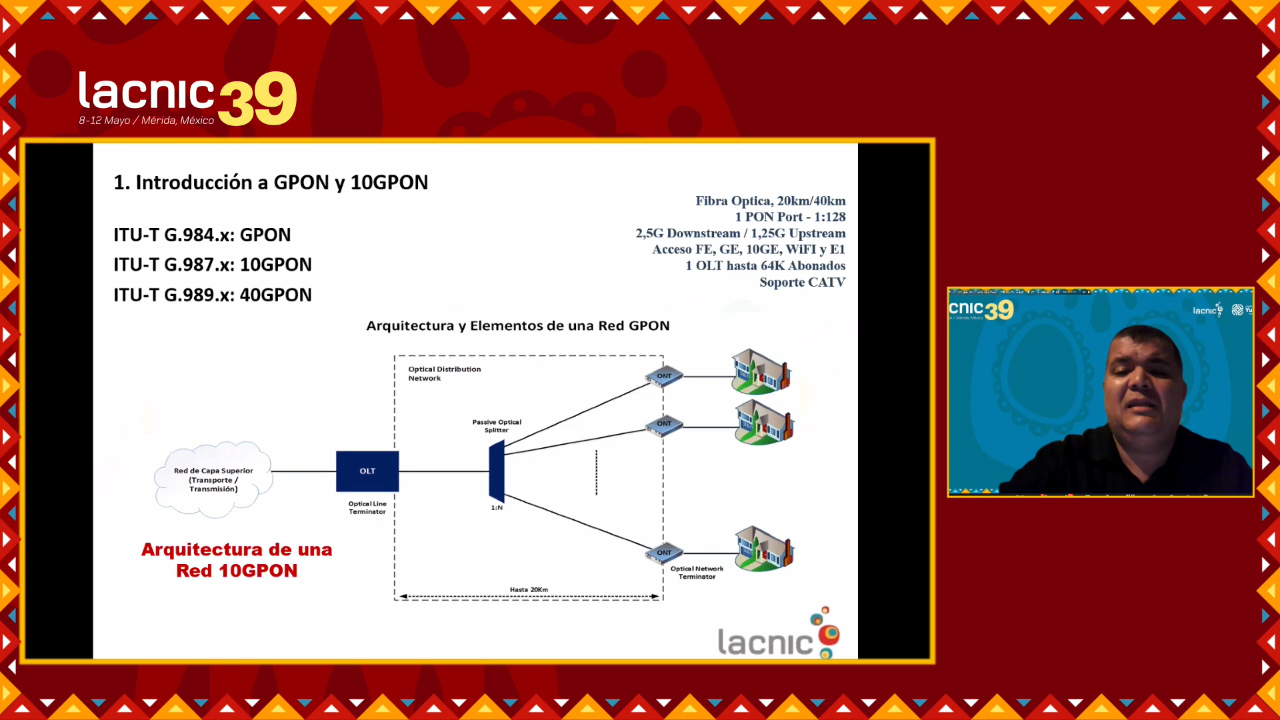 lacnic 39
8-12 Mayo / Mérida, México
1. Introducción a GPON y 10GPON
ITU-T G.984.x: GPON
ITU-T G.987.x: 10GPON
ITU-T G.989.x: 40GPON
Fibra Optica, 20km/40km
1 PON Port - 1:128
2,5G Downstream / 1,25G Upstream
Acceso FE, GE, 10GE, WiFI y E1
1 OLT hasta 64K Abonados
Soporte CATV
Arquitectura y Elementos de una Red GPON
Optical Distribution
Network
ONT
Passive Optical
Splitter
ONT
Red de Capa Superior
(Transporte /
Transmisión)
OLT
Optical Line
Terminator
1:N
ONT
Optical Network
Terminator
Hasta 20Km
Arquitectura de una
Red 10GPON
lacnic
cnic 39
lacnic